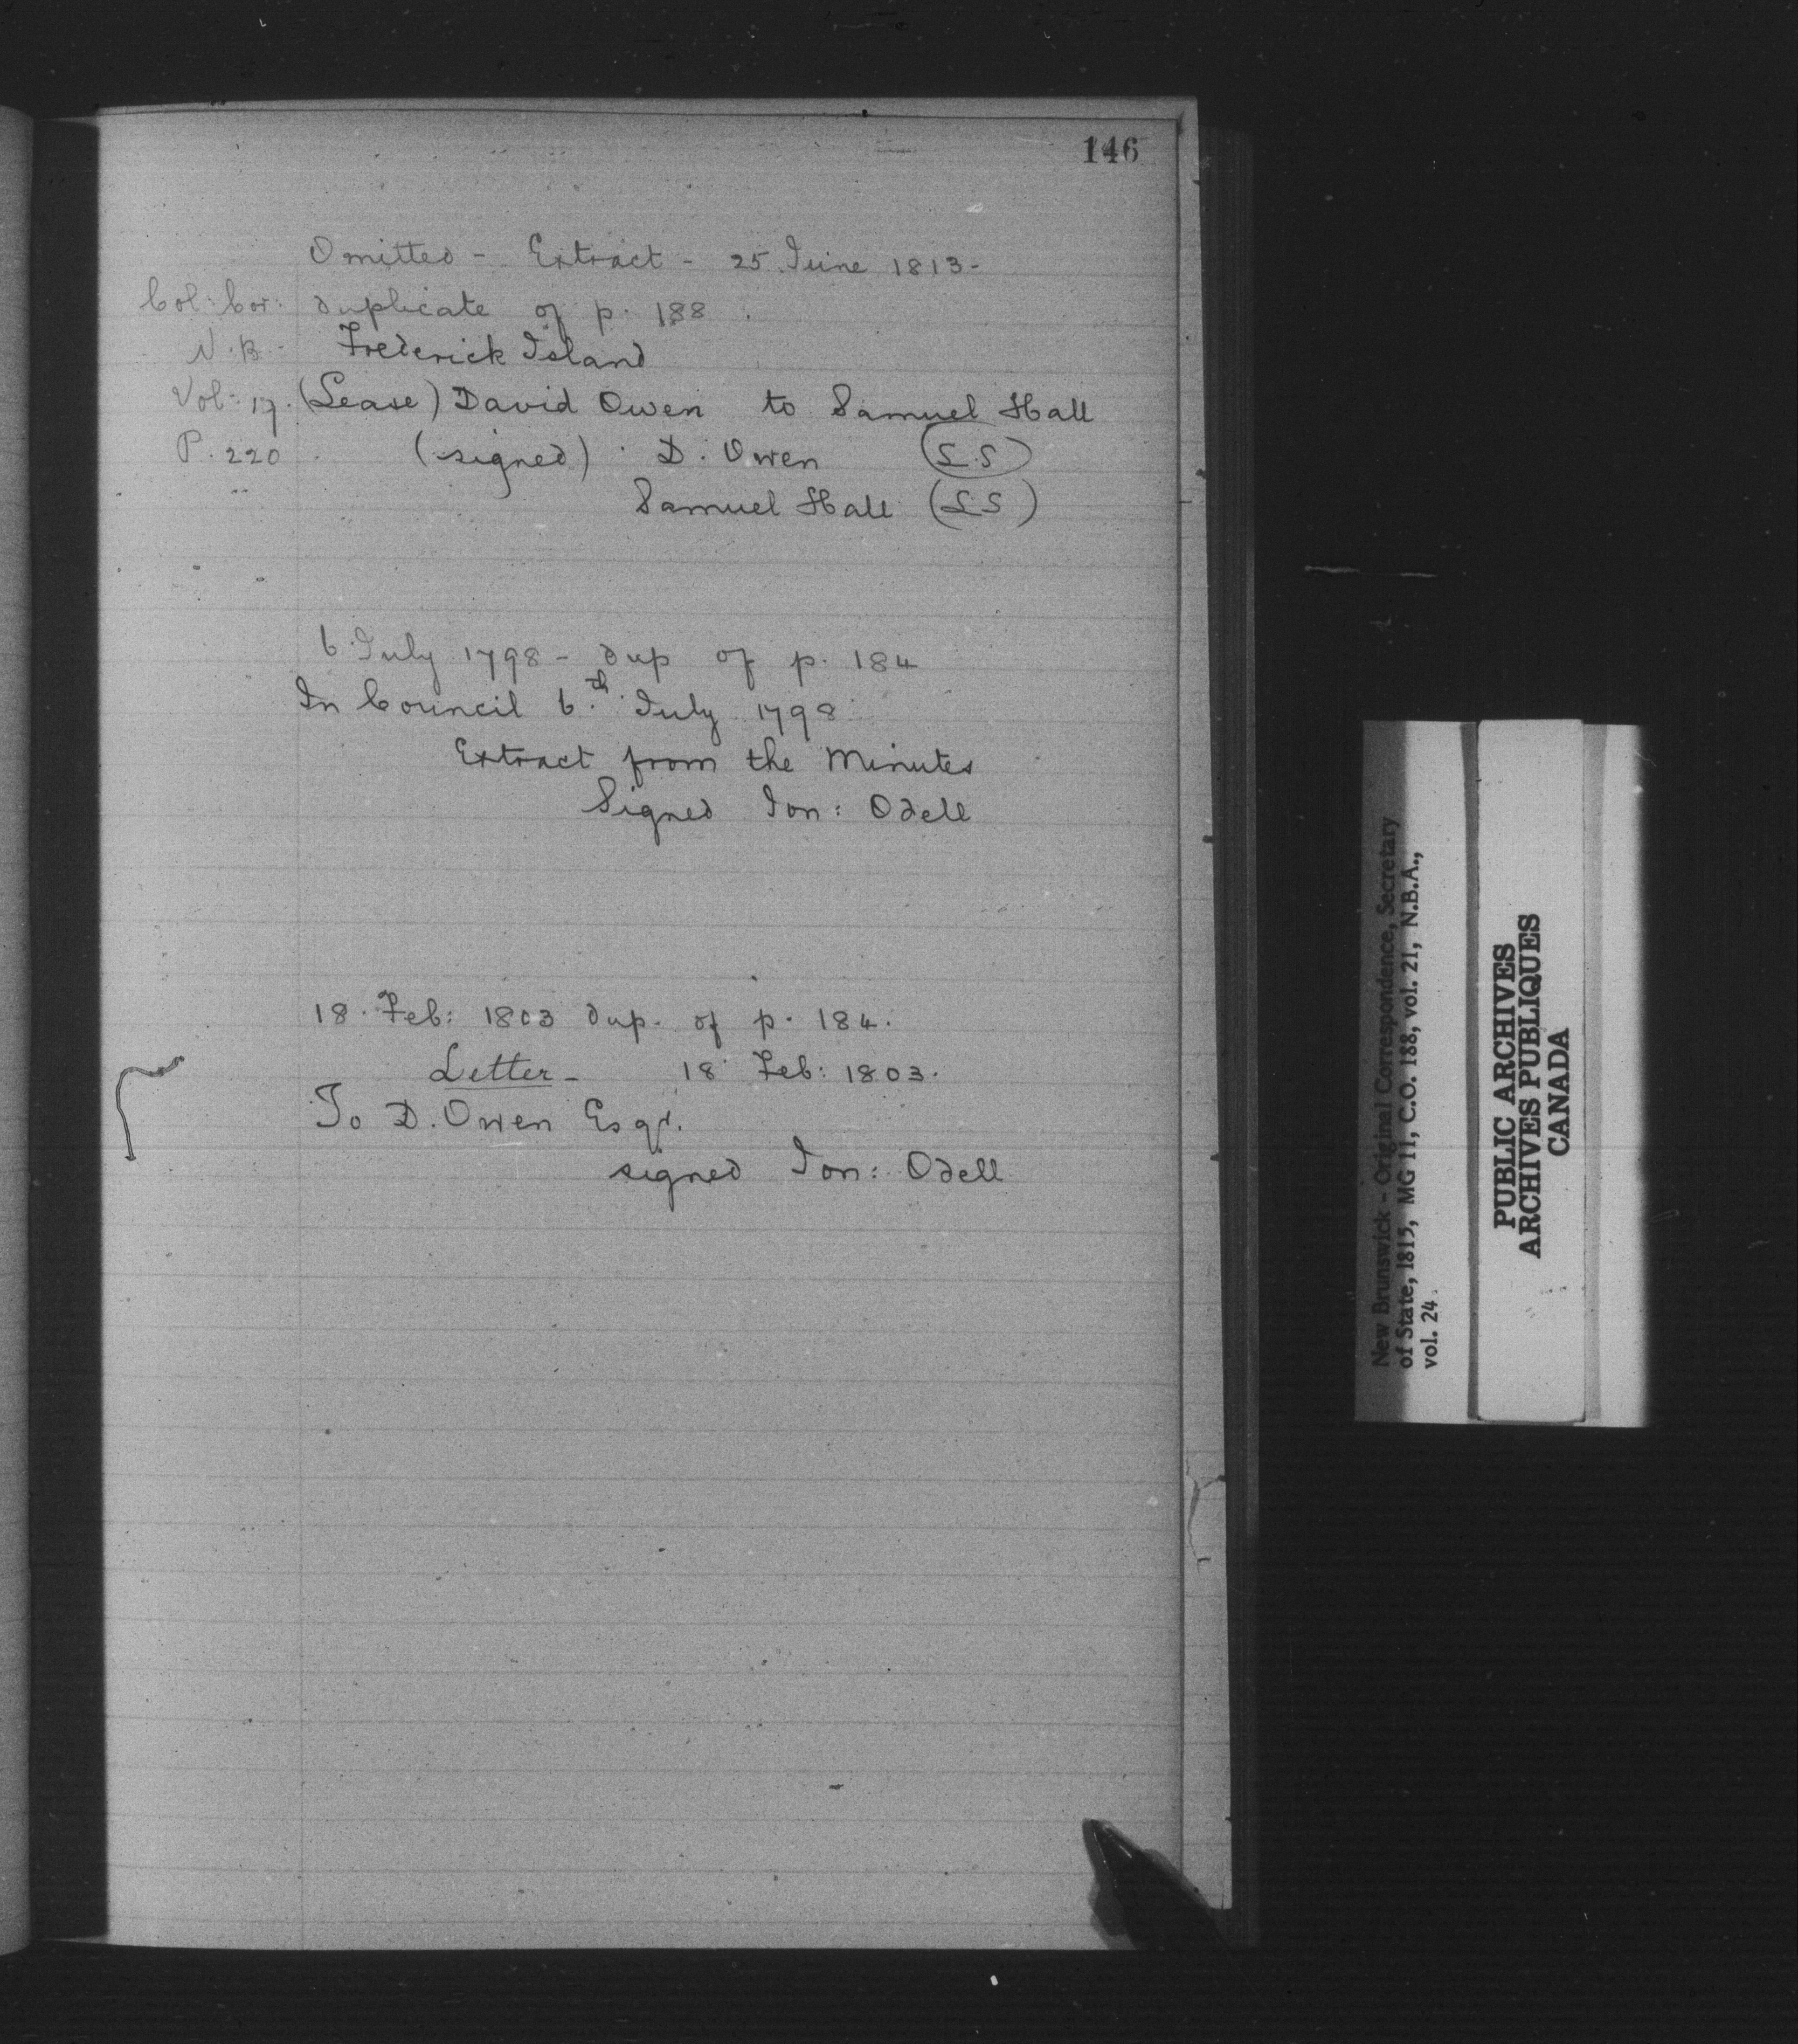 146
Omitted - Extract - 25 June 1813 -
Col: Cor: duplicate of p. 188
N.B. - Frederick Island
Vol: 17. (Lease) David Owen to Samuel Hall
P. 220. (signed) D. Owen (L.S)
Samuel Hall (L.S)
6 July 1798 - dup of p. 184
In Council 6.th July 1798
Extract from the Minutes
Signed Jon: Odell
18. Feb: 1803 dup. of p. 184.
Letter - 18 Feb: 1803.
To D. Owen Esqr.
signed Jon: Odell
New Brunswick - Original Correspondence, Secretary
of State, 1815, MG 11, C.O. 188, vol. 21, N.B.A.,
vol. 24.
PUBLIC ARCHIVES
ARCHIVES PUBLIQUES
CANADA